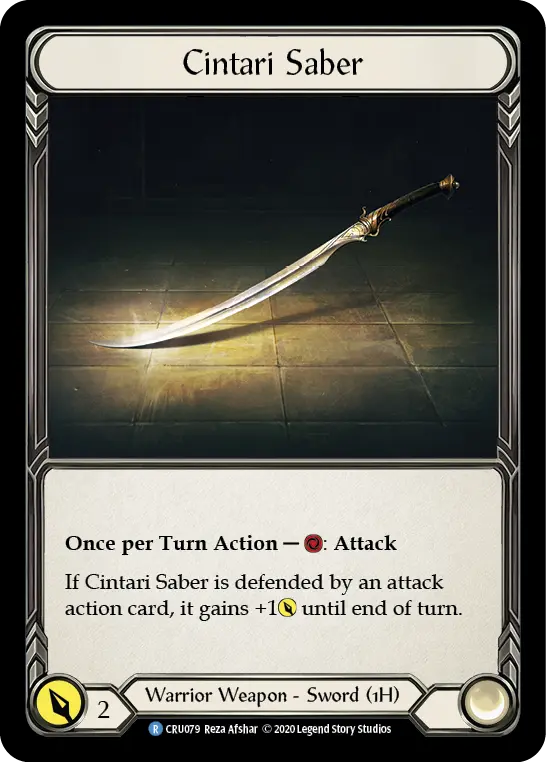 Cintari Saber
Once per Turn Action — : Attack
If Cintari Saber is defended by an attack
action card, it gains +1 until end of turn.
2
Warrior Weapon - Sword (1H)
R CRU079 Reza Afshar © 2020 Legend Story Studios